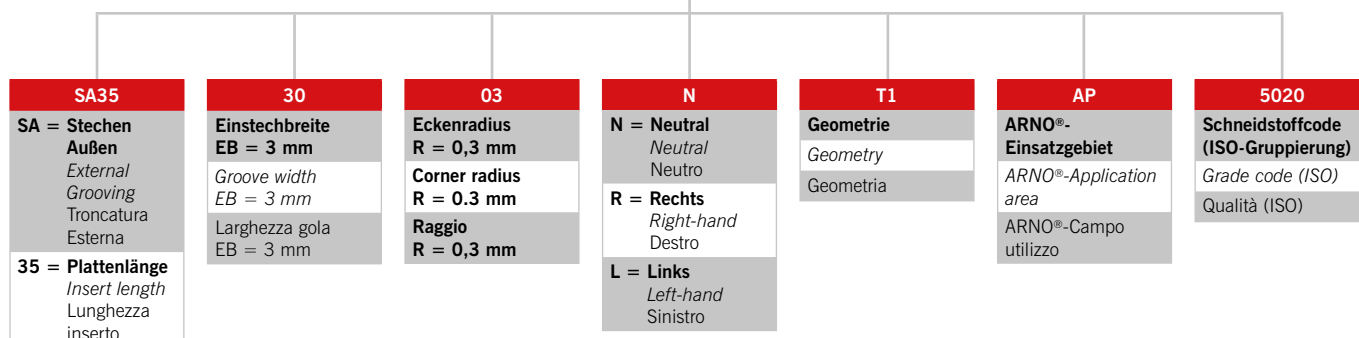 SA35
SA = Stechen
Außen
External
Grooving
Troncatura
Esterna
35 = Plattenlänge
Insert length
Lunghezza
inserto
30
Einstechbreite
EB = 3 mm
Groove width
EB = 3 mm
Larghezza gola
EB = 3 mm
03
Eckenradius
R = 0,3 mm
Corner radius
R = 0.3 mm
Raggio
R = 0,3 mm
N
N = Neutral
Neutral
Neutro
R = Rechts
Right-hand
Destro
L = Links
Left-hand
Sinistro
T1
Geometrie
Geometry
Geometria
AP
ARNO®-
Einsatzgebiet
ARNO®-Application
area
ARNO®-Campo
utilizo
5020
Schneidstoffcode
(ISO-Gruppierung)
Grade code (ISO)
Qualità (ISO)